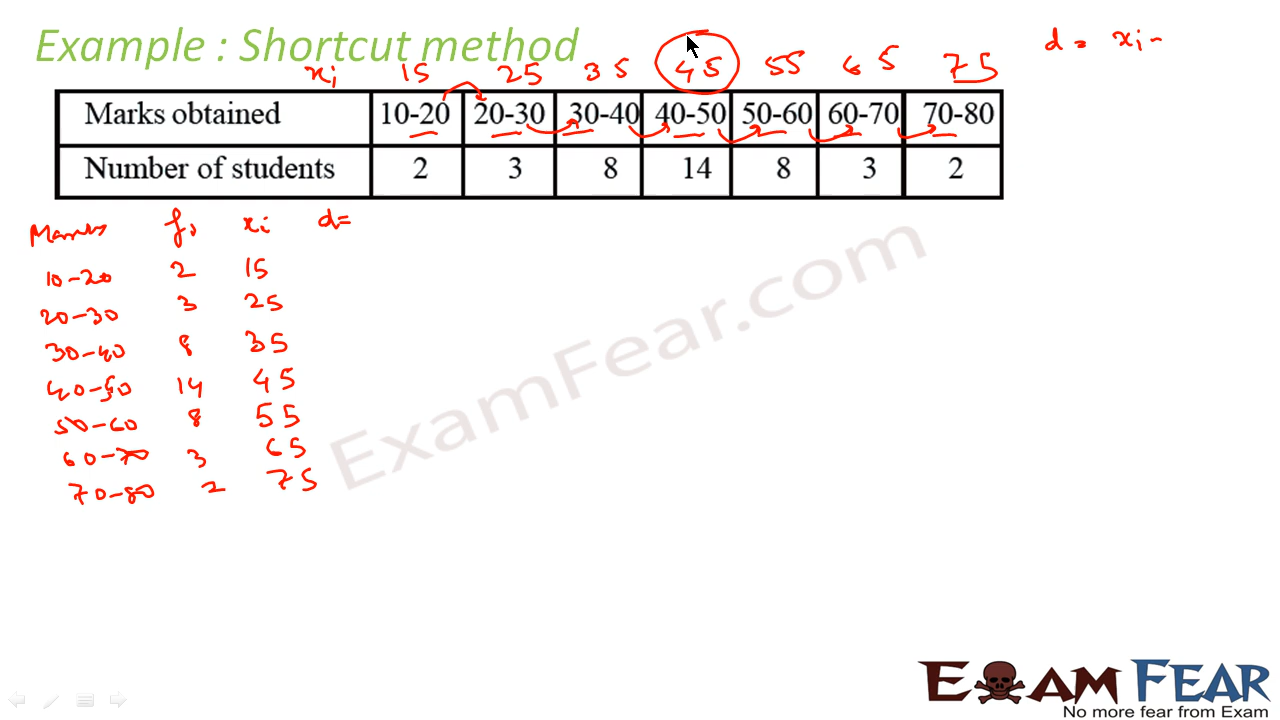 Example : Shortcut method
d = xi -
xi 15 25 35 45 55 65 75
Marks obtained 10-20 20-30 30-40 40-50 50-60 60-70 70-80
Number of students 2 3 8 14 8 3 2
Marks fi xi d=
10-20 2 15
20-30 3 25
30-40 8 35
40-50 14 45
50-60 8 55
60-70 3 65
70-80 2 75
ExamFear.com
EXAM FEAR
No more fear from Exam